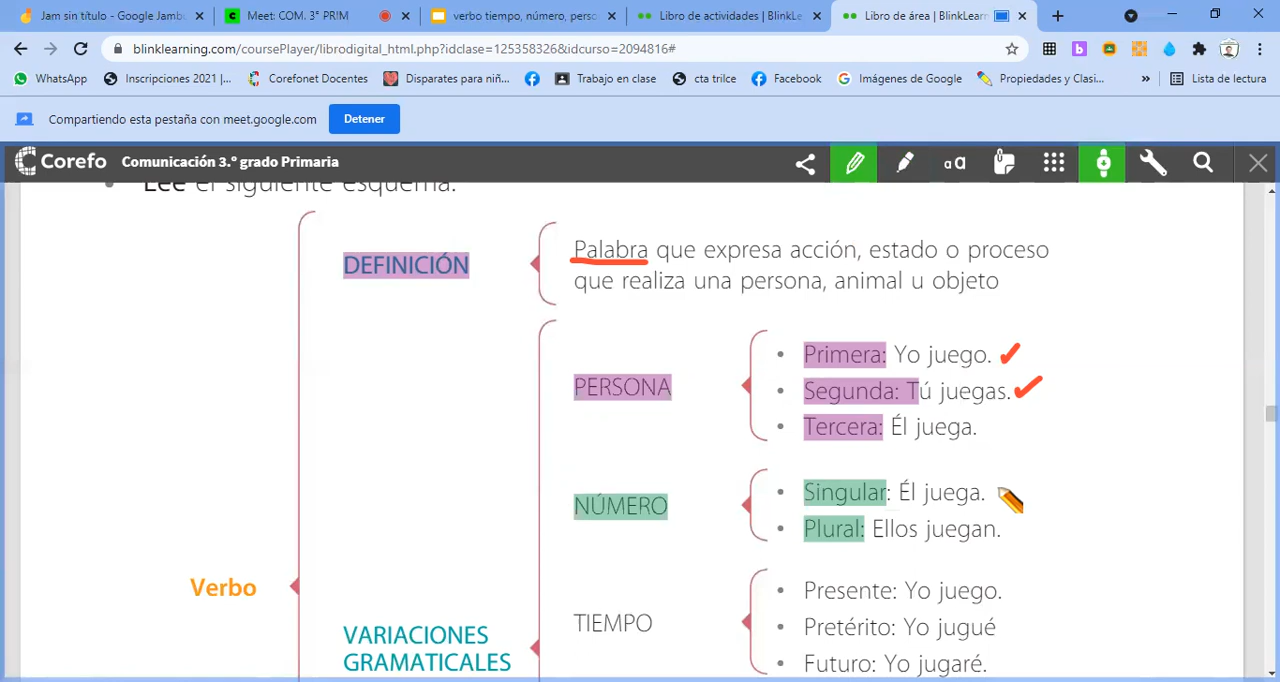 Jam sin título - Google Jamb
Meet: COM. 3° PRIM
verbo tiempo, número, perso
Libro de actividades | BlinkLe
Libro de área | BlinkLearn
blinklearning.com/coursePlayer/librodigital_html.php?idclase=125358326&idcurso=2094816#
WhatsApp
Inscripciones 2021 |...
Corefonet Docentes
Disparates para niñ...
Trabajo en clase
cta trilce
Facebook
Imágenes de Google
Propiedades y Clasi...
»
Lista de lectura
Compartiendo esta pestaña con meet.google.com
Detener
Corefo
Comunicación 3.º grado Primaria
aa
• Lee el siguiente esquema:
DEFINICIÓN
Palabra que expresa acción, estado o proceso
que realiza una persona, animal u objeto
PERSONA
• Primera: Yo juego.
• Segunda: Tú juegas.
• Tercera: Él juega.
NÚMERO
• Singular: Él juega.
• Plural: Ellos juegan.
Verbo
VARIACIONES
GRAMATICALES
TIEMPO
• Presente: Yo juego.
• Pretérito: Yo jugué
• Futuro: Yo jugaré.